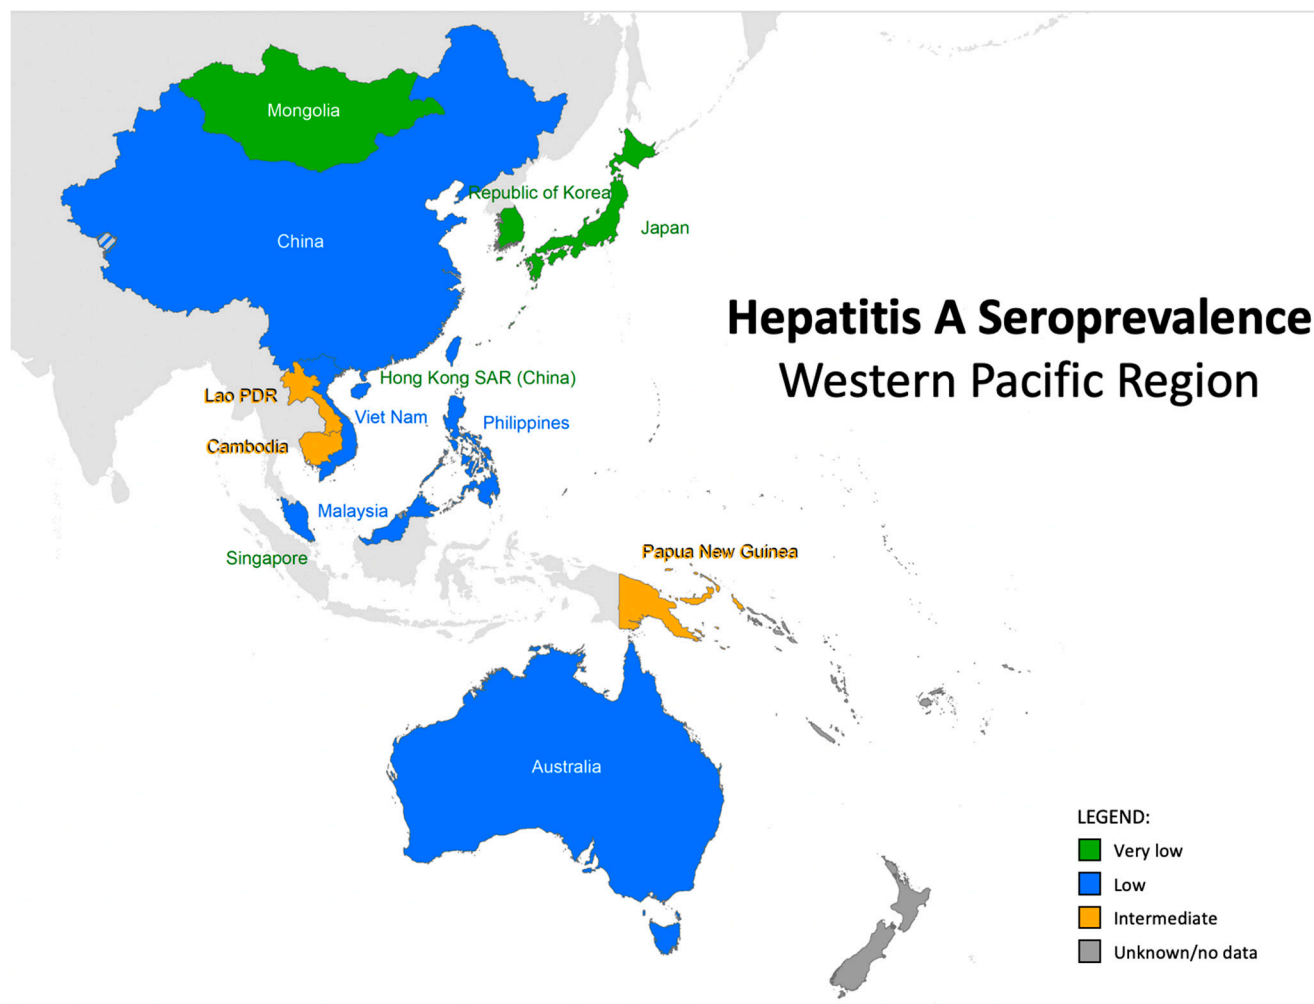 Mongolia
Republic of Korea
Japan
China
Hepatitis A Seroprevalence
Western Pacific Region
Hong Kong SAR (China)
Lao PDR
Viet Nam
Philippines
Cambodia
Malaysia
Singapore
Papua New Guinea
Australia
LEGEND:
Very low
Low
Intermediate
Unknown/no data